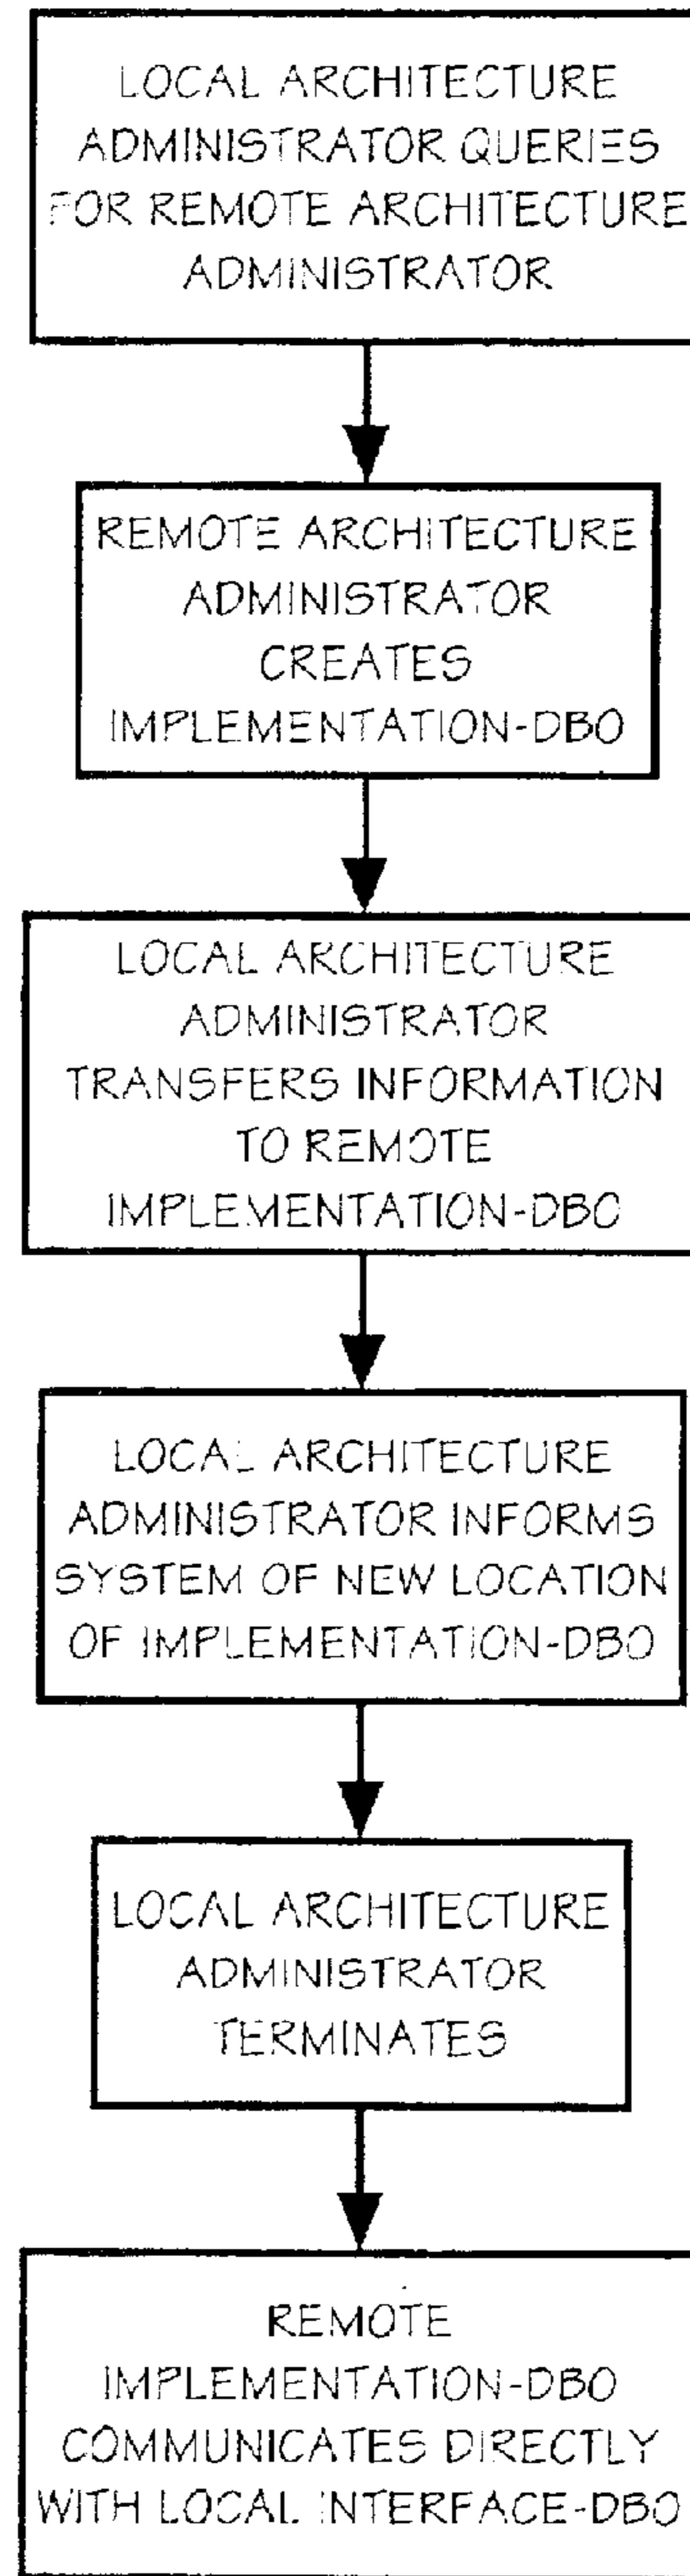 LOCAL ARCHITECTURE
ADMINISTRATOR QUERIES
FOR REMOTE ARCHITECTURE
ADMINISTRATOR
REMOTE ARCHITECTURE
ADMINISTRATOR
CREATES
IMPLEMENTATION-DBO
LOCAL ARCHITECTURE
ADMINISTRATOR
TRANSFERS INFORMATION
TO REMOTE
IMPLEMENTATION-DBO
LOCAL ARCHITECTURE
ADMINISTRATOR INFORMS
SYSTEM OF NEW LOCATION
OF IMPLEMENTATION-DBO
LOCAL ARCHITECTURE
ADMINISTRATOR
TERMINATES
REMOTE
IMPLEMENTATION-DBO
COMMUNICATES DIRECTLY
WITH LOCAL INTERFACE-DBO